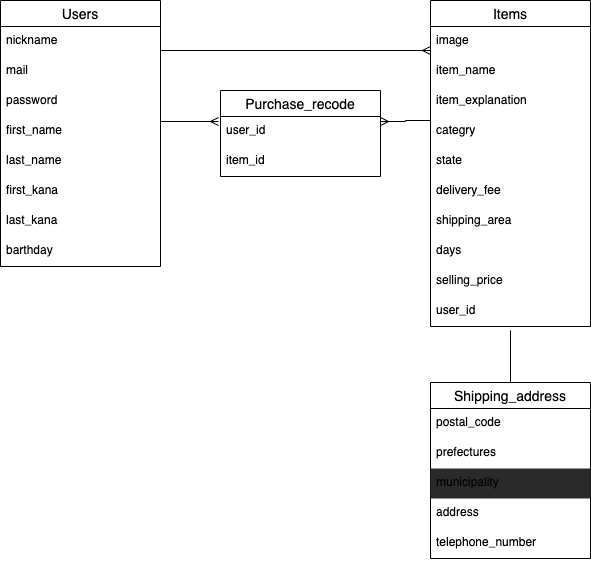 Users
nickname
mail
password
first_name
last_name
first_kana
last_kana
barthday
Purchase_recode
user_id
item_id
Items
image
item_name
item_explanation
categry
state
delivery_fee
shipping_area
days
selling_price
user_id
Shipping_address
postal_code
prefectures
municipality
address
telephone_number